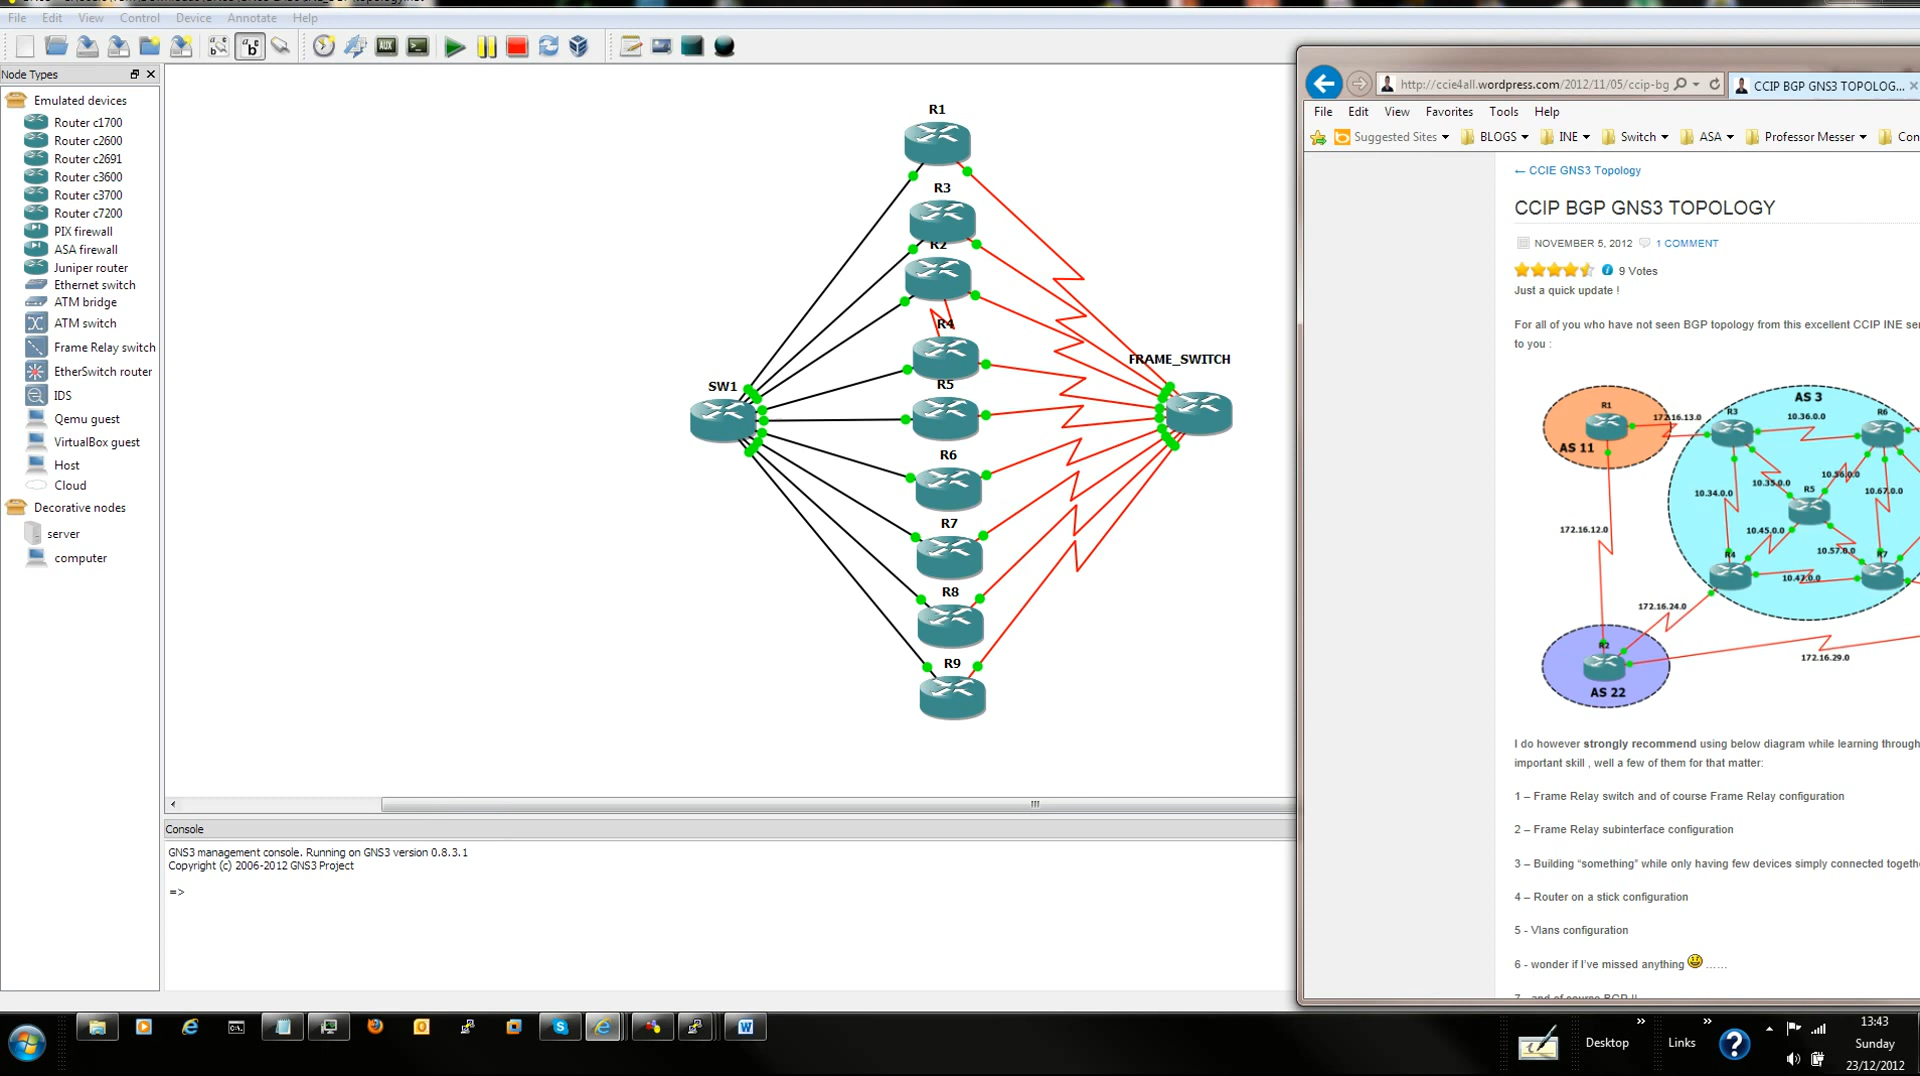 File Edit View Control Device Annotate Help
Node Types
Emulated devices
Router c1700
Router c2600
Router c2691
Router c3600
Router c3700
Router c7200
PIX firewall
ASA firewall
Juniper router
Ethernet switch
ATM bridge
ATM switch
Frame Relay switch
EtherSwitch router
IDS
Qemu guest
VirtualBox guest
Host
Cloud
Decorative nodes
server
computer
R1
R3
R2
R4
R5
R6
R7
R8
R9
SW1
FRAME_SWITCH
Console
GNS3 management console. Running on GNS3 version 0.8.3.1
Copyright (c) 2006-2012 GNS3 Project
=>
http://ccie4all.wordpress.com/2012/11/05/ccip-bg
CCIP BGP GNS3 TOPOLOG...
File Edit View Favorites Tools Help
Suggested Sites BLOGS INE Switch ASA Professor Messer Con
← CCIE GNS3 Topology
CCIP BGP GNS3 TOPOLOGY
NOVEMBER 5, 2012 1 COMMENT
9 Votes
Just a quick update !
For all of you who have not seen BGP topology from this excellent CCIP INE se
to you :
AS 3
R1
172.16.13.0
R3
10.36.0.0
R6
AS 11
10.56.0.0
10.35.0.0
R5
10.67.0.0
10.34.0.0
172.16.12.0
10.45.0.0
10.57.0.0
R4
R7
10.47.0.0
172.16.24.0
R2
172.16.29.0
AS 22
I do however strongly recommend using below diagram while learning through
important skill , well a few of them for that matter:
1 – Frame Relay switch and of course Frame Relay configuration
2 – Frame Relay subinterface configuration
3 – Building “something” while only having few devices simply connected togeth
4 – Router on a stick configuration
5 - Vlans configuration
6 - wonder if I’ve missed anything ……
7 – and of course BGP !!
Desktop
Links
13:43
Sunday
23/12/2012